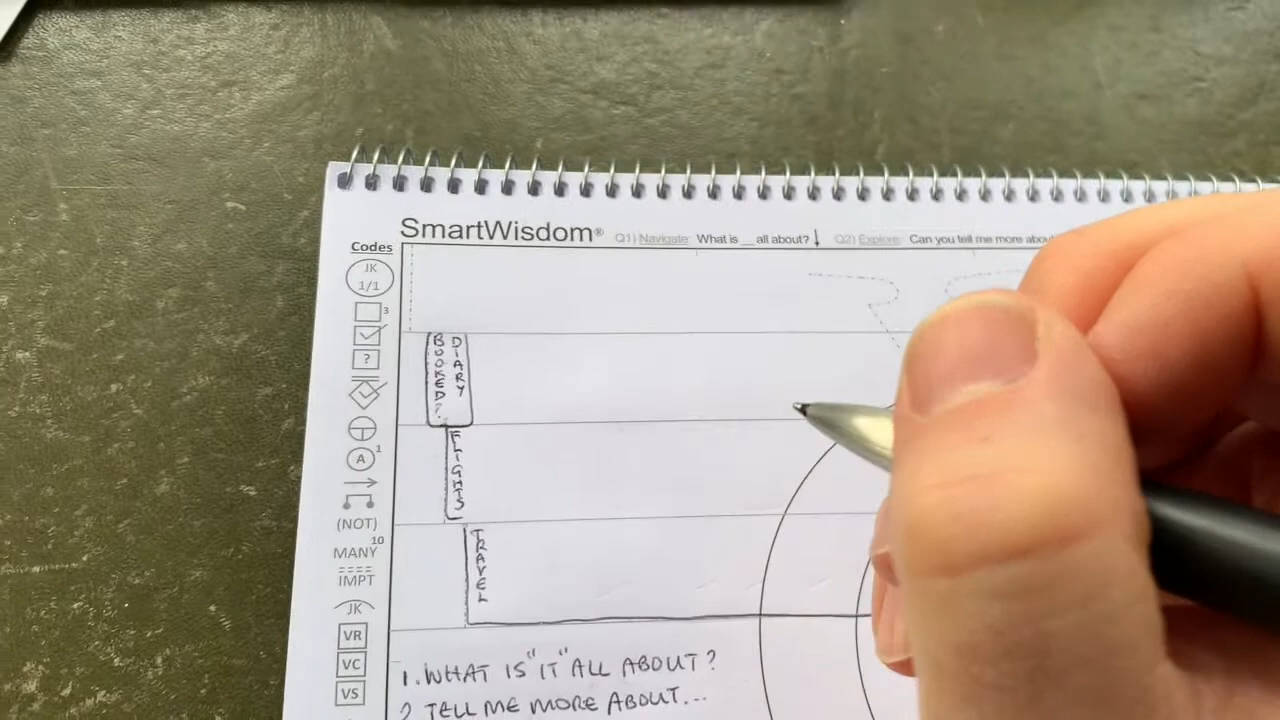 SmartWisdom® Q1) Navigate: What is __ all about? Q2) Explore: Can you tell me more about
Codes
JK
1/1
3
?
A 1
(NOT)
MANY 10
IMPT
JK
VR
VC
VS
DIARY
BOOKED?
FLIGHTS
TRAVEL
1. WHAT IS "IT" ALL ABOUT?
2 TELL ME MORE ABOUT...